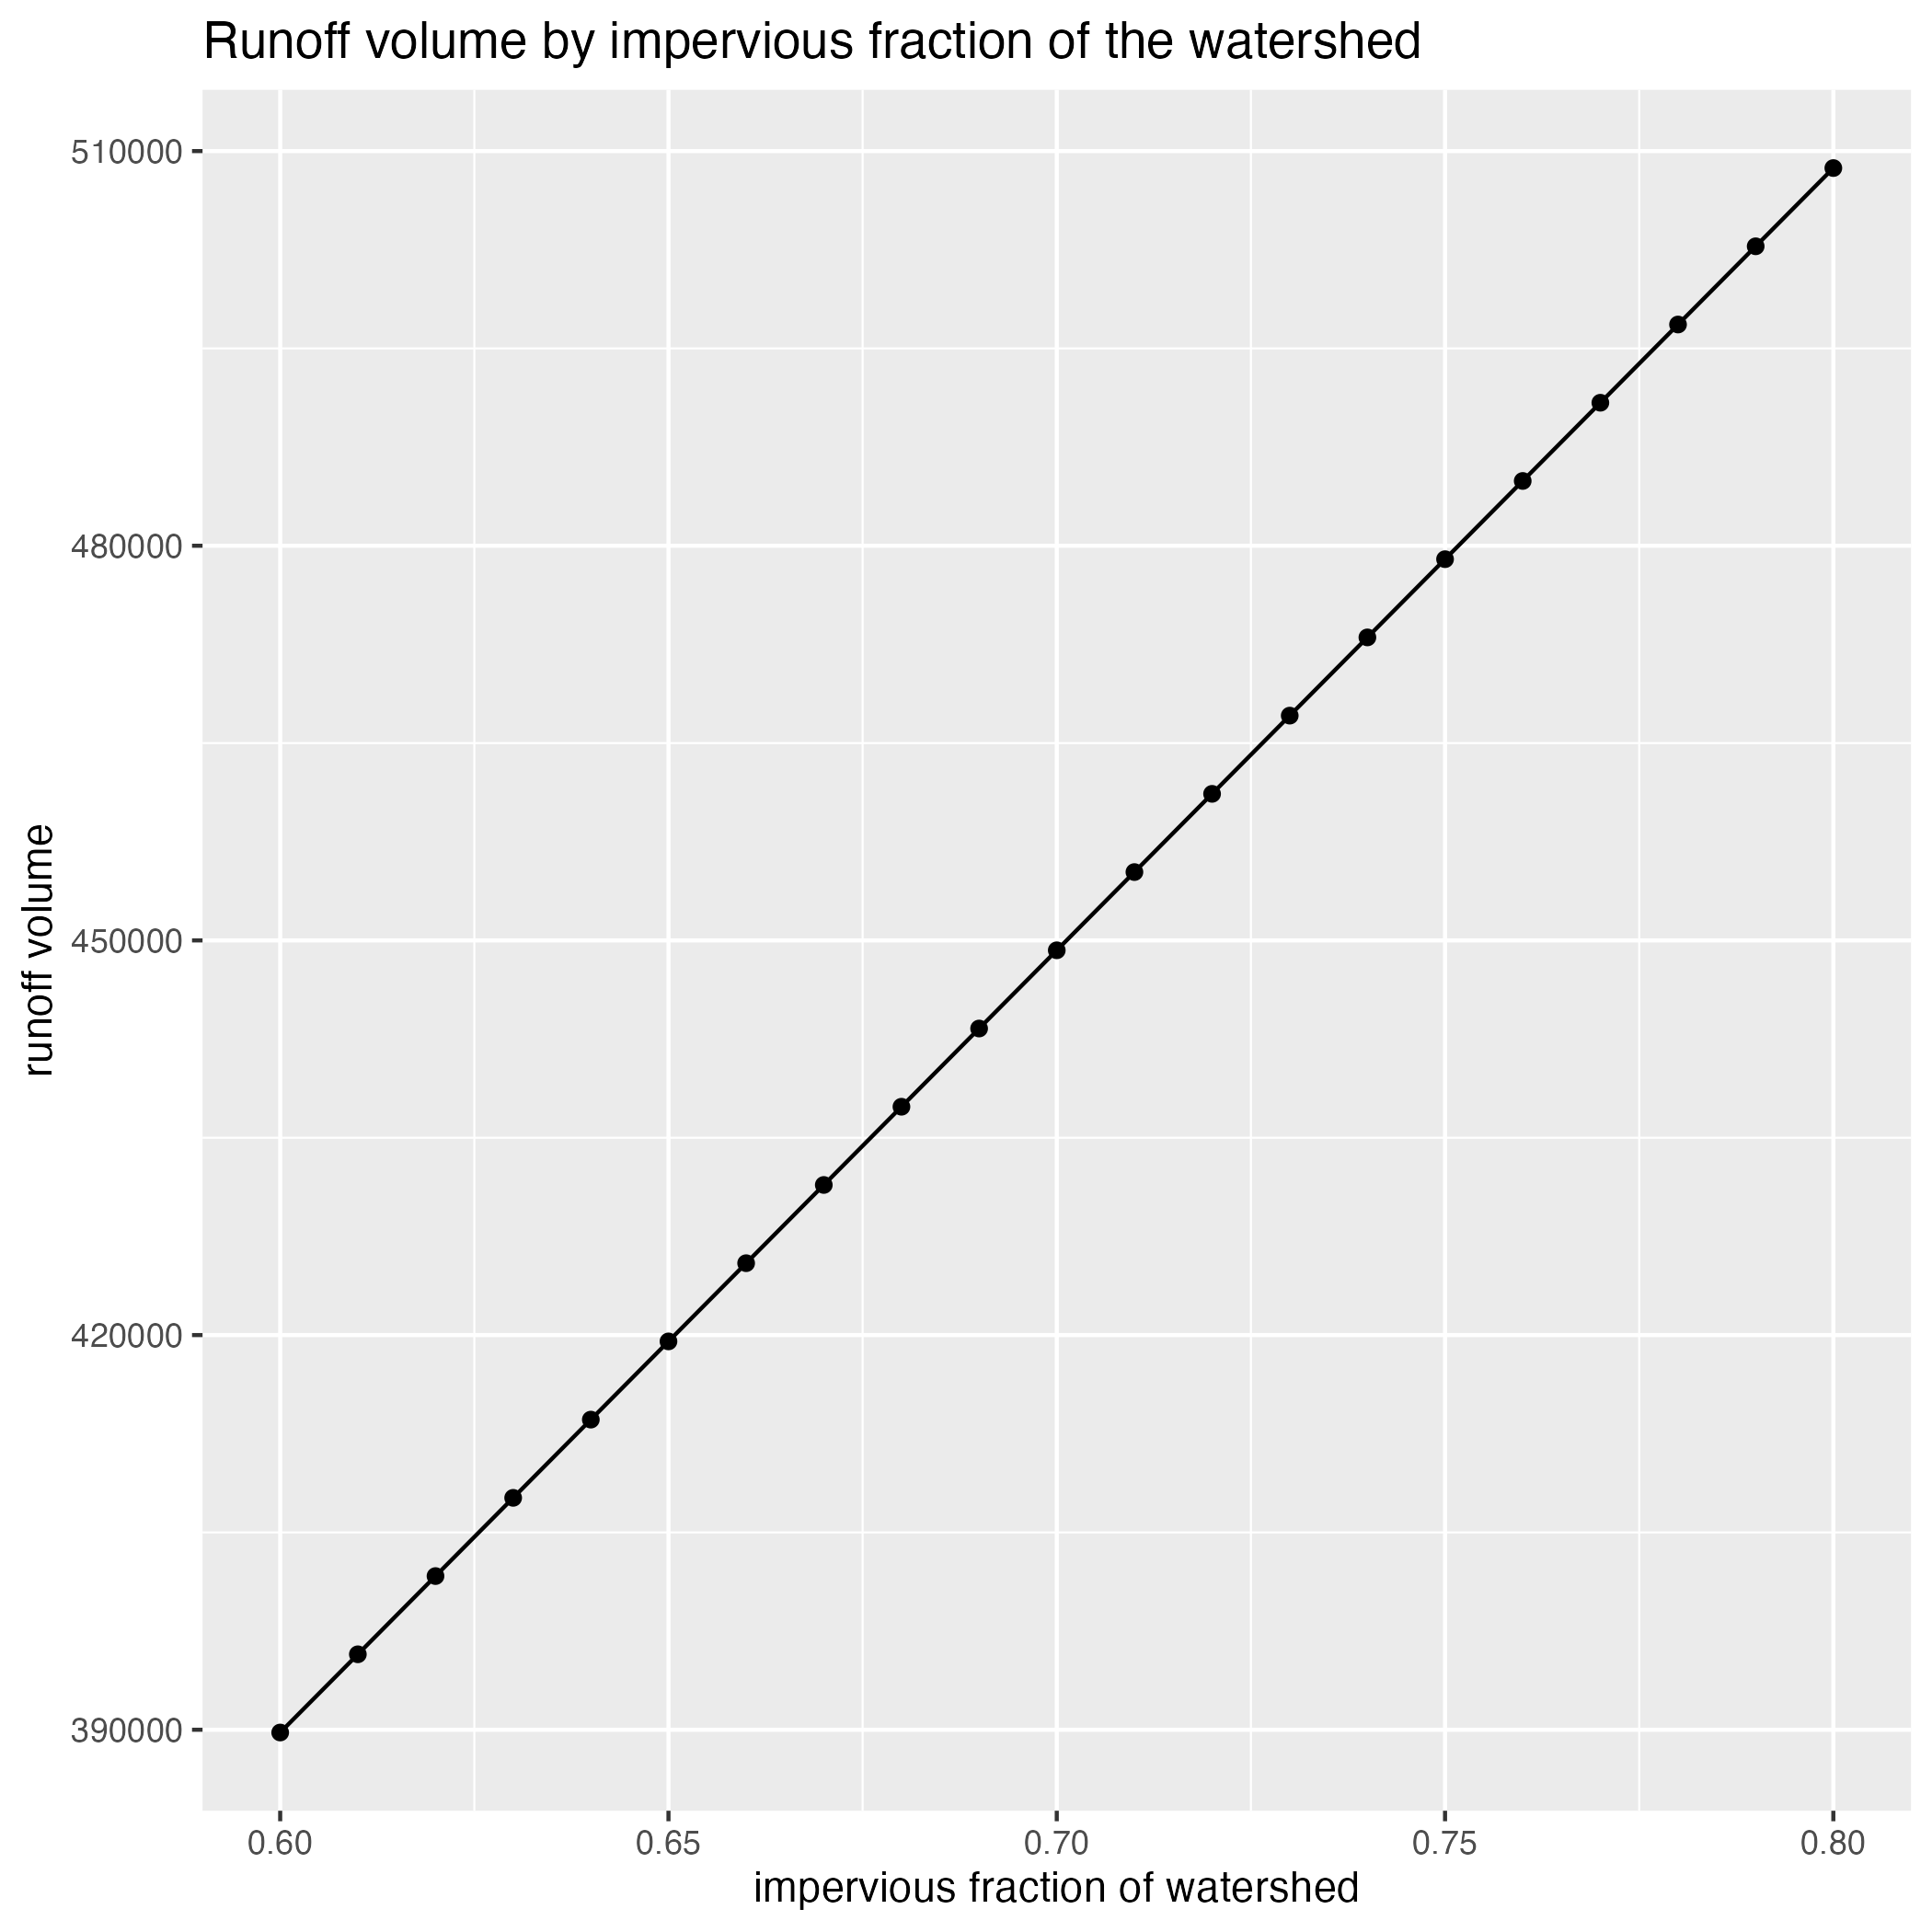 Runoff volume by impervious fraction of the watershed
510000
480000
450000
420000
390000
runoff volume
0.60 0.65 0.70 0.75 0.80
impervious fraction of watershed